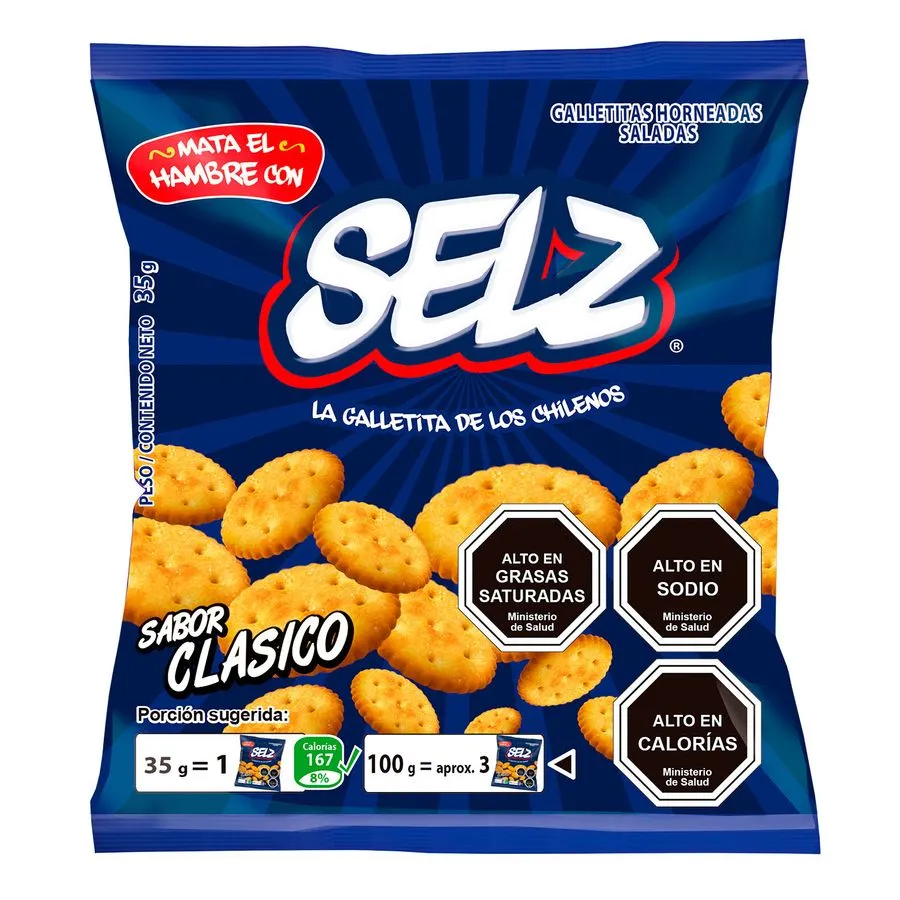 GALLETITAS HORNEADAS
SALADAS
MATA EL
HAMBRE CON
SELZ
®
LA GALLETITA DE LOS CHILENOS
PESO / CONTENIDO NETO 35g
ALTO EN
GRASAS
SATURADAS
Ministerio
de Salud
ALTO EN
SODIO
Ministerio
de Salud
SABOR
CLASICO
ALTO EN
CALORÍAS
Ministerio
de Salud
Porción sugerida:
35 g = 1
SELZ
Calorías
167
8%
100 g = aprox. 3
SELZ